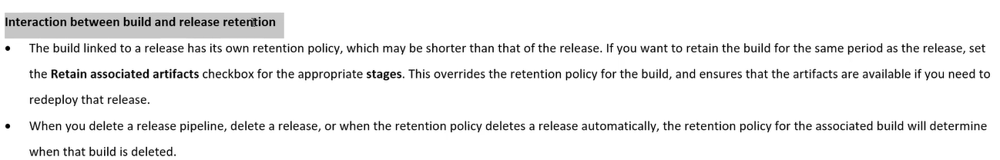 Interaction between build and release retention
• The build linked to a release has its own retention policy, which may be shorter than that of the release. If you want to retain the build for the same period as the release, set
the Retain associated artifacts checkbox for the appropriate stages. This overrides the retention policy for the build, and ensures that the artifacts are available if you need to
redeploy that release.
• When you delete a release pipeline, delete a release, or when the retention policy deletes a release automatically, the retention policy for the associated build will determine
when that build is deleted.